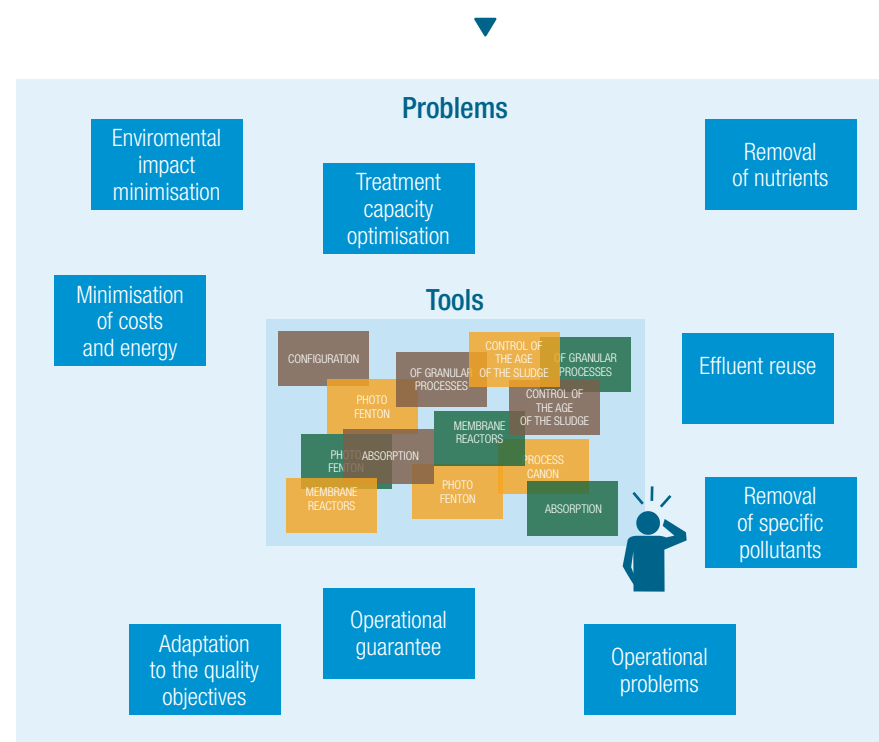 Problems
Enviromental
impact
minimisation
Treatment
capacity
optimisation
Removal
of nutrients
Minimisation
of costs
and energy
Tools
CONFIGURATION
OF GRANULAR
PROCESSES
CONTROL OF
THE AGE
OF THE SLUDGE
OF GRANULAR
PROCESSES
PHOTO
FENTON
CONTROL OF
THE AGE
OF THE SLUDGE
MEMBRANE
REACTORS
PHOTO
FENTON
ABSORPTION
PROCESS
CANON
MEMBRANE
REACTORS
PHOTO
FENTON
ABSORPTION
Effluent reuse
Removal
of specific
pollutants
Operational
guarantee
Adaptation
to the quality
objectives
Operational
problems